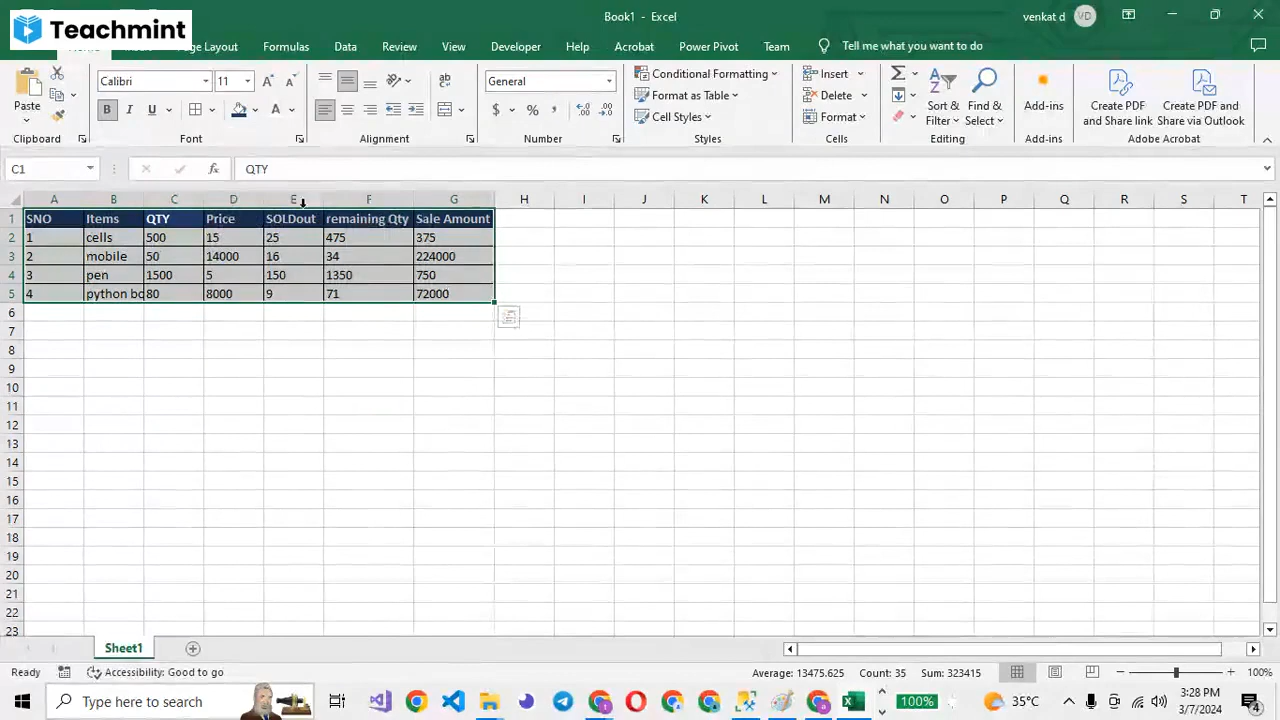 Teachmint
Book1 - Excel
venkat d
VD
Page Layout
Formulas
Data
Review
View
Developer
Help
Acrobat
Power Pivot
Team
Tell me what you want to do
Paste
Calibri
11
General
Conditional Formatting
Format as Table
Cell Styles
Insert
Delete
Format
Sort &
Filter
Find &
Select
Add-ins
Create PDF
and Share link
Create PDF and
Share via Outlook
Clipboard
Font
Alignment
Number
Styles
Cells
Editing
Add-ins
Adobe Acrobat
C1
fx
QTY
A B C D E F G H I J K L M N O P Q R S T
1 SNO Items QTY Price SOLDout remaining Qty Sale Amount
2 1 cells 500 15 25 475 375
3 2 mobile 50 14000 16 34 224000
4 3 pen 1500 5 150 1350 750
5 4 python bo 80 8000 9 71 72000
6
7
8
9
10
11
12
13
14
15
16
17
18
19
20
21
22
23
Sheet1
Ready
Accessibility: Good to go
Average: 13475.625 Count: 35 Sum: 323415
100%
Type here to search
100%
35°C
3:28 PM
3/7/2024
4